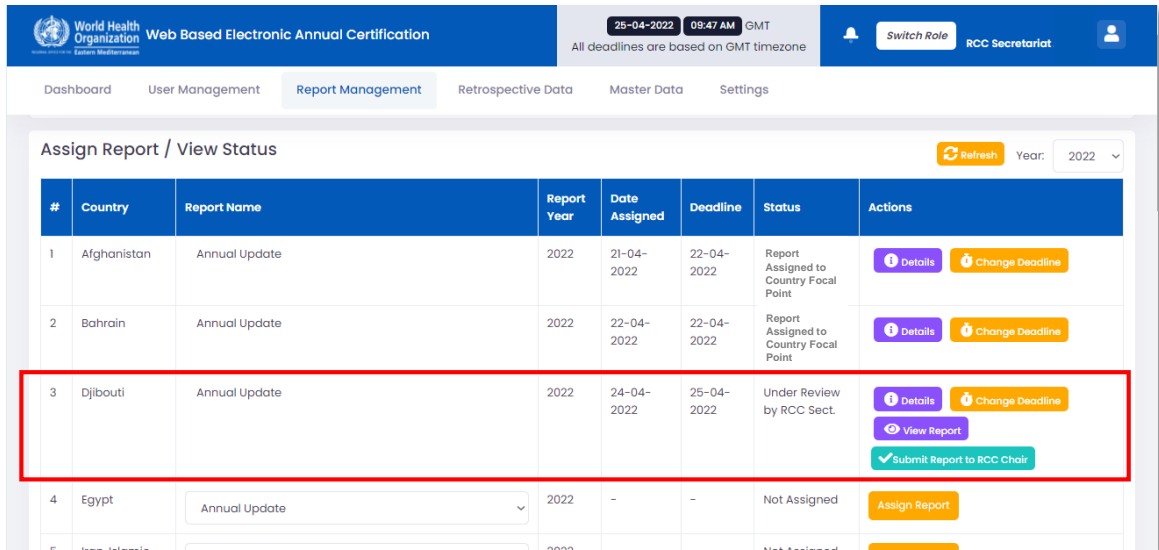 World Health
Organization
Eastern Mediterranean
Web Based Electronic Annual Certification
25-04-2022 09:47 AM GMT
All deadlines are based on GMT timezone
Switch Role
RCC Secretariat
Dashboard User Management Report Management Retrospective Data Master Data Settings
Assign Report / View Status
Refresh Year: 2022
# Country Report Name Report Year Date Assigned Deadline Status Actions
1 Afghanistan Annual Update 2022 21-04-2022 22-04-2022 Report Assigned to Country Focal Point Details Change Deadline
2 Bahrain Annual Update 2022 22-04-2022 22-04-2022 Report Assigned to Country Focal Point Details Change Deadline
3 Djibouti Annual Update 2022 24-04-2022 25-04-2022 Under Review by RCC Sect. Details Change Deadline
View Report
Submit Report to RCC Chair
4 Egypt Annual Update 2022 - - Not Assigned Assign Report